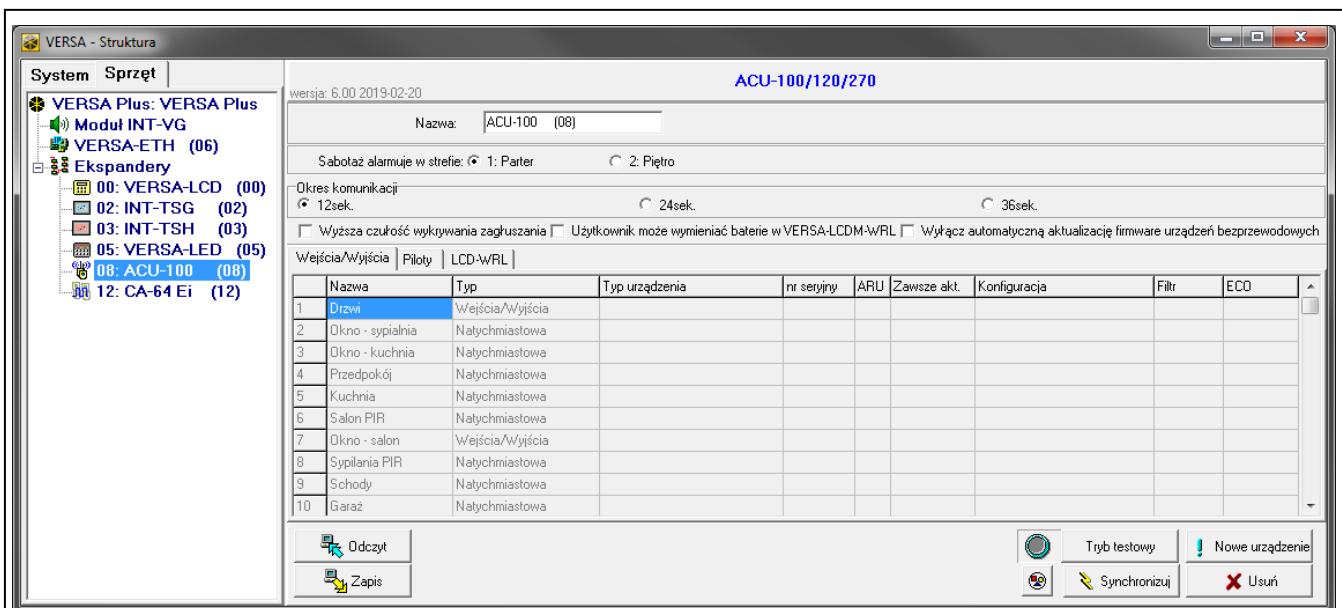 VERSA - Struktura
System Sprzęt
VERSA Plus: VERSA Plus
Moduł INT-VG
VERSA-ETH (06)
Ekspandery
00: VERSA-LCD (00)
02: INT-TSG (02)
03: INT-TSH (03)
05: VERSA-LED (05)
08: ACU-100 (08)
12: CA-64 Ei (12)
ACU-100/120/270
wersja: 6.00 2019-02-20
Nazwa: ACU-100 (08)
Sabotaż alarmuje w strefie: 1: Parter 2: Piętro
Okres komunikacji
12sek. 24sek. 36sek.
Wyższa czułość wykrywania zagłuszania Użytkownik może wymieniać baterie w VERSA-LCDM-WRL Wyłącz automatyczną aktualizację firmware urządzeń bezprzewodowych
Wejścia/Wyjścia Piloty LCD-WRL
Nazwa Typ Typ urządzenia nr seryjny ARU Zawsze akt. Konfiguracja Filtr ECO
1 Drzwi Wejścia/Wyjścia
2 Okno - sypialnia Natychmiastowa
3 Okno - kuchnia Natychmiastowa
4 Przedpokój Natychmiastowa
5 Kuchnia Natychmiastowa
6 Salon PIR Natychmiastowa
7 Okno - salon Wejścia/Wyjścia
8 Sypilania PIR Natychmiastowa
9 Schody Natychmiastowa
10 Garaż Natychmiastowa
Odczyt Tryb testowy Nowe urządzenie
Zapis Synchronizuj Usuń